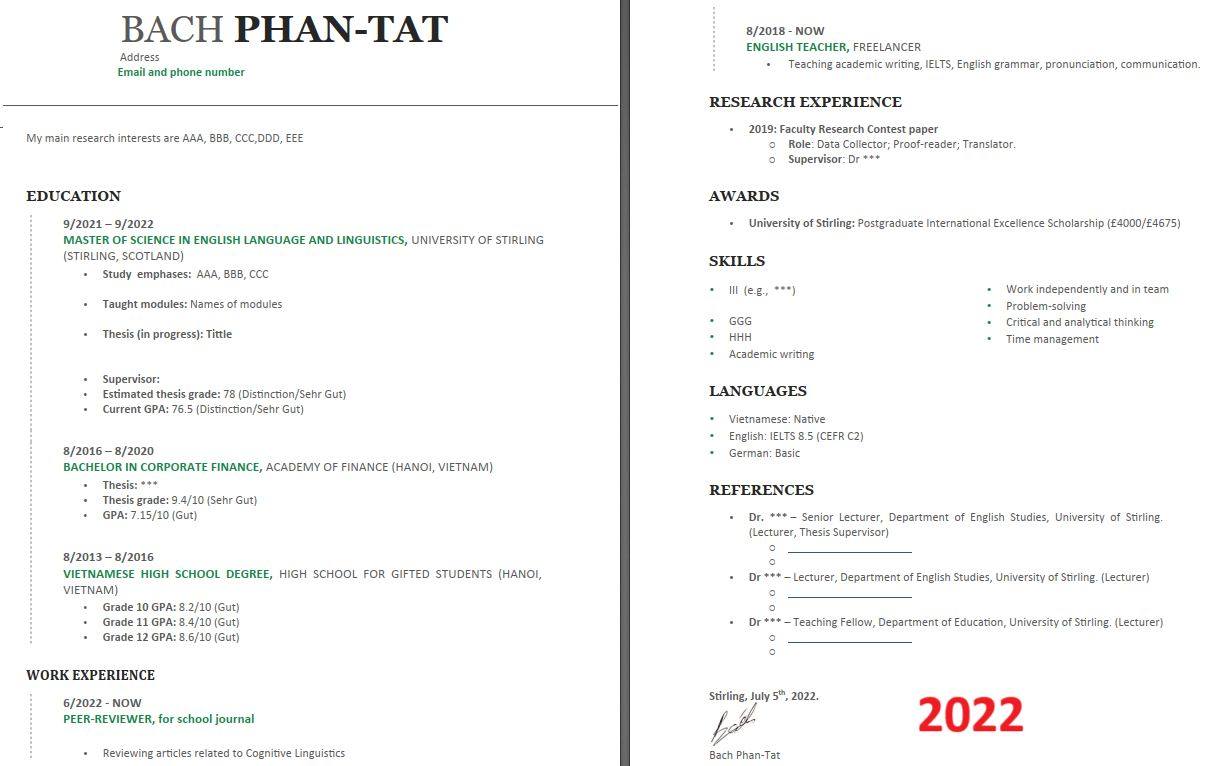 BACH PHAN-TAT
Address
Email and phone number
My main research interests are AAA, BBB, CCC,DDD, EEE
EDUCATION
9/2021 – 9/2022
MASTER OF SCIENCE IN ENGLISH LANGUAGE AND LINGUISTICS, UNIVERSITY OF STIRLING
(STIRLING, SCOTLAND)
• Study emphases: AAA, BBB, CCC
• Taught modules: Names of modules
• Thesis (in progress): Tittle
• Supervisor:
• Estimated thesis grade: 78 (Distinction/Sehr Gut)
• Current GPA: 76.5 (Distinction/Sehr Gut)
8/2016 – 8/2020
BACHELOR IN CORPORATE FINANCE, ACADEMY OF FINANCE (HANOI, VIETNAM)
• Thesis: ***
• Thesis grade: 9.4/10 (Sehr Gut)
• GPA: 7.15/10 (Gut)
8/2013 – 8/2016
VIETNAMESE HIGH SCHOOL DEGREE, HIGH SCHOOL FOR GIFTED STUDENTS (HANOI,
VIETNAM)
• Grade 10 GPA: 8.2/10 (Gut)
• Grade 11 GPA: 8.4/10 (Gut)
• Grade 12 GPA: 8.6/10 (Gut)
WORK EXPERIENCE
6/2022 - NOW
PEER-REVIEWER, for school journal
• Reviewing articles related to Cognitive Linguistics
8/2018 - NOW
ENGLISH TEACHER, FREELANCER
• Teaching academic writing, IELTS, English grammar, pronunciation, communication.
RESEARCH EXPERIENCE
• 2019: Faculty Research Contest paper
o Role: Data Collector; Proof-reader; Translator.
o Supervisor: Dr ***
AWARDS
• University of Stirling: Postgraduate International Excellence Scholarship (£4000/£4675)
SKILLS
• III (e.g., ***)
• GGG
• HHH
• Academic writing
• Work independently and in team
• Problem-solving
• Critical and analytical thinking
• Time management
LANGUAGES
• Vietnamese: Native
• English: IELTS 8.5 (CEFR C2)
• German: Basic
REFERENCES
• Dr. *** – Senior Lecturer, Department of English Studies, University of Stirling.
(Lecturer, Thesis Supervisor)
o
o
• Dr *** – Lecturer, Department of English Studies, University of Stirling. (Lecturer)
o
o
• Dr *** – Teaching Fellow, Department of Education, University of Stirling. (Lecturer)
o
o
Stirling, July 5th, 2022.
Bach Phan-Tat
2022